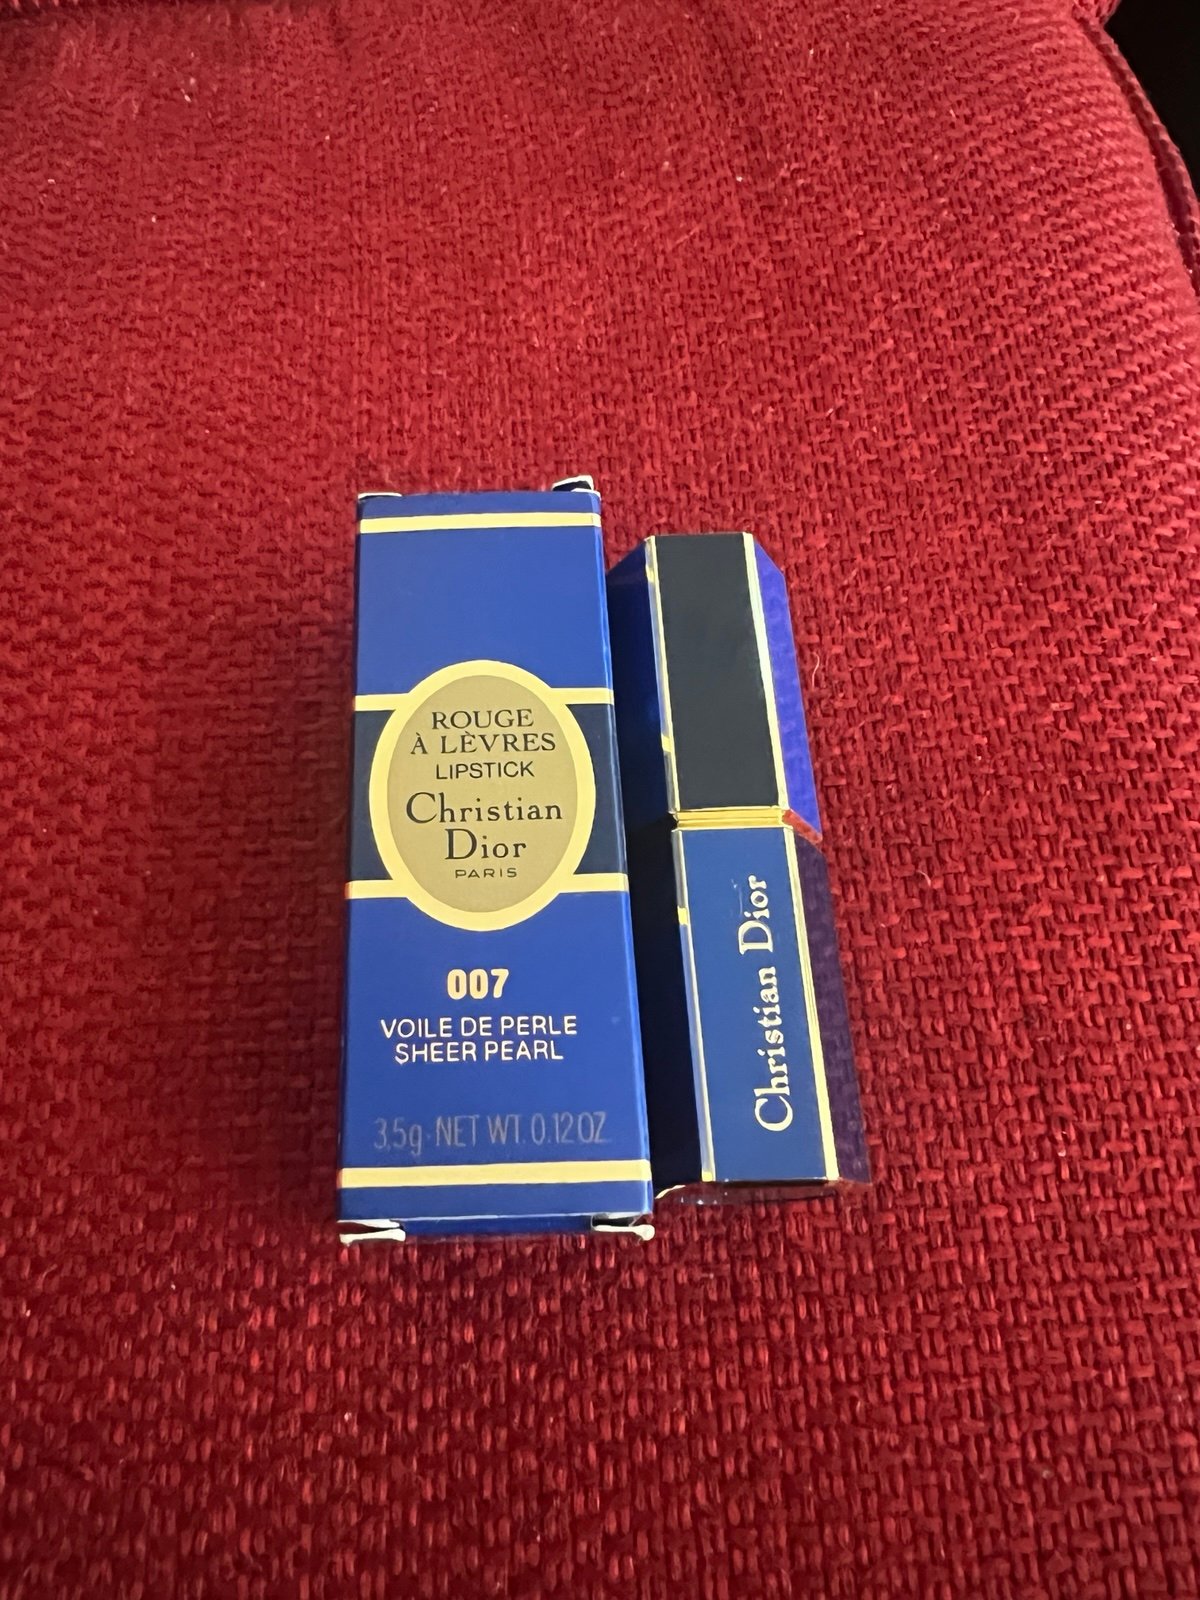 ROUGE
À LÈVRES
LIPSTICK
Christian
Dior
PARIS
007
VOILE DE PERLE
SHEER PEARL
3,5g· NET WT. 0.12 OZ
Christian Dior